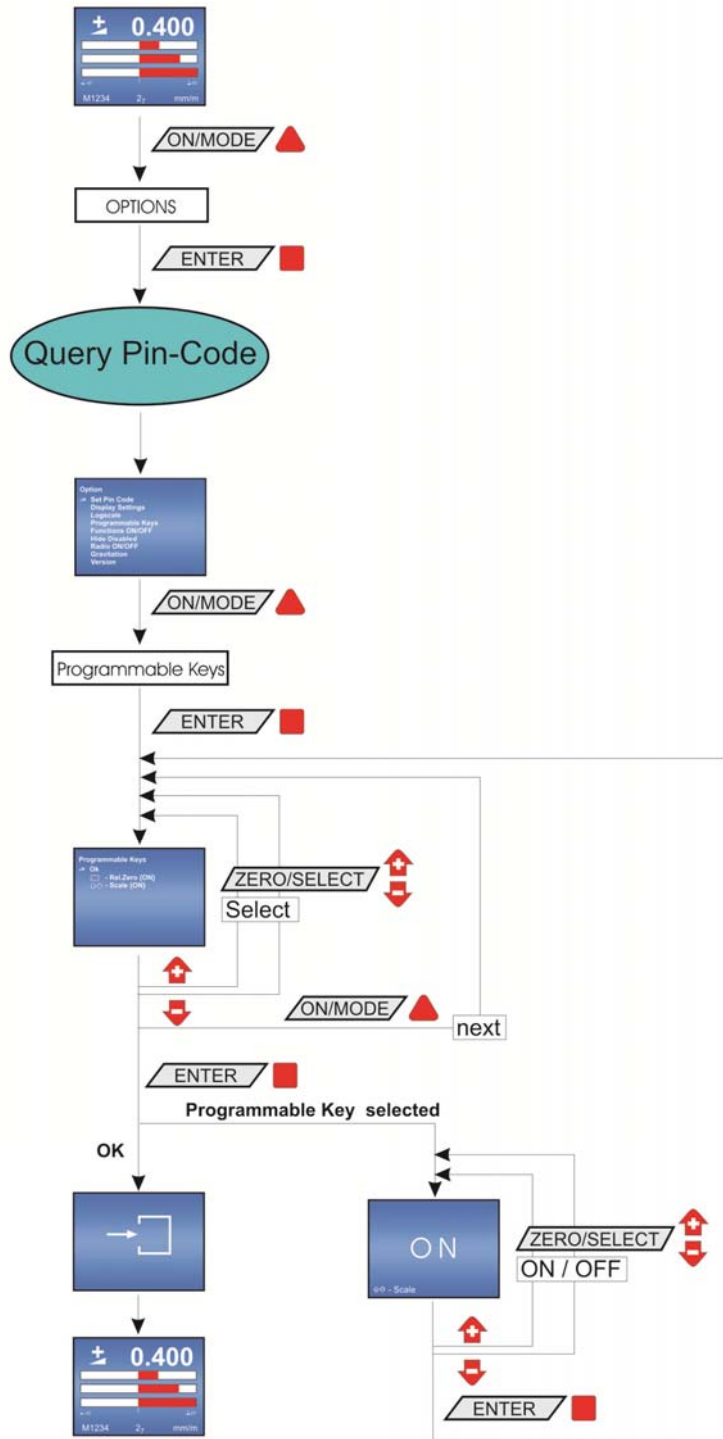 ± 0.400
M1234 2₇ mm/m
ON/MODE
OPTIONS
ENTER
Query Pin-Code
Option
Set Pin Code
Display Settings
Logscale
Programmable Keys
Functions ON/OFF
Hide Disabled
Radio ON/OFF
Gravitation
Version
ON/MODE
Programmable Keys
ENTER
Programmable Keys
Ok
- Rel.Zero (ON)
- Scale (ON)
ZERO/SELECT
Select
ON/MODE
next
ENTER
Programmable Key selected
OK
ON
- Scale
ZERO/SELECT
ON / OFF
± 0.400
M1234 2₇ mm/m
ENTER